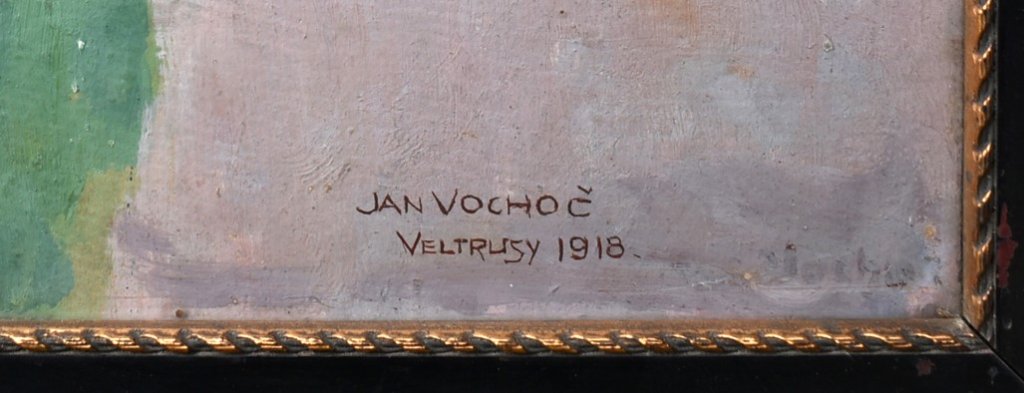 JAN VOCHOČ
VELTRUSY 1918.